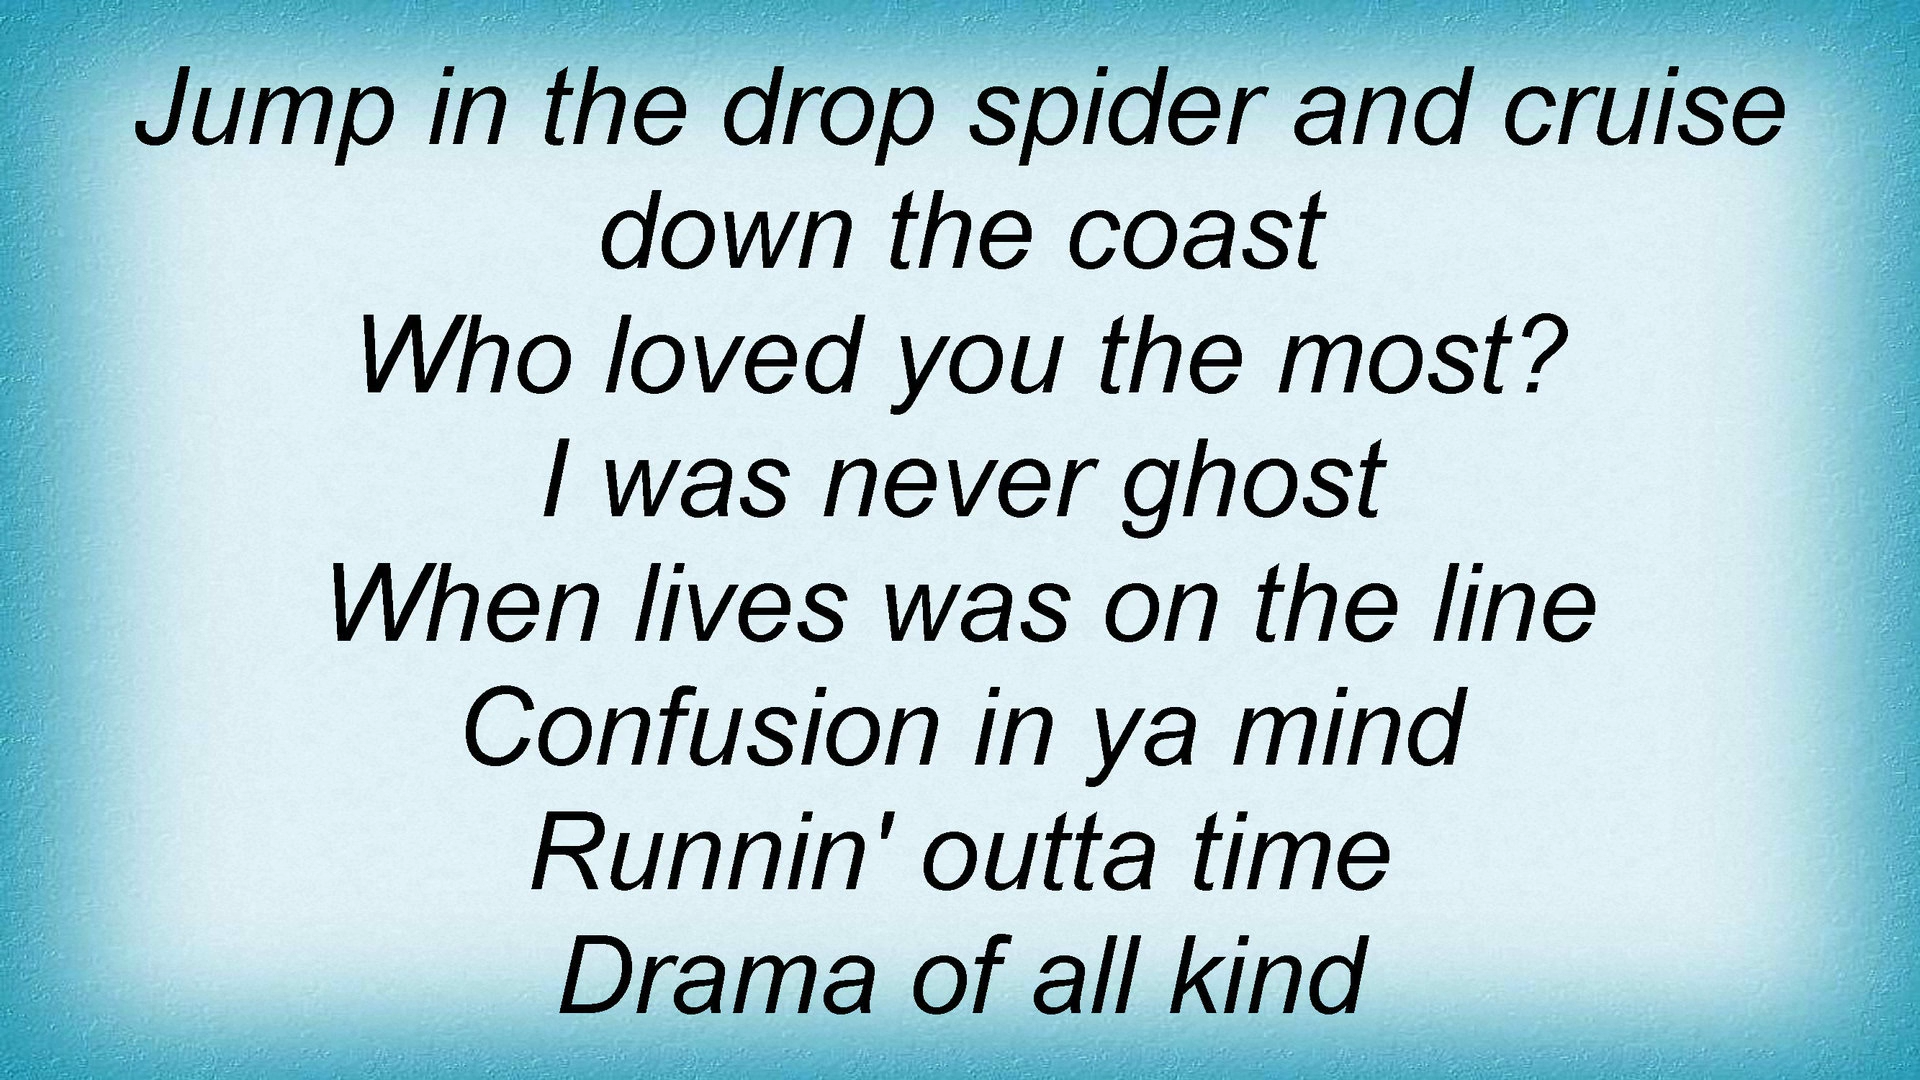 Jump in the drop spider and cruise
down the coast
Who loved you the most?
I was never ghost
When lives was on the line
Confusion in ya mind
Runnin' outta time
Drama of all kind